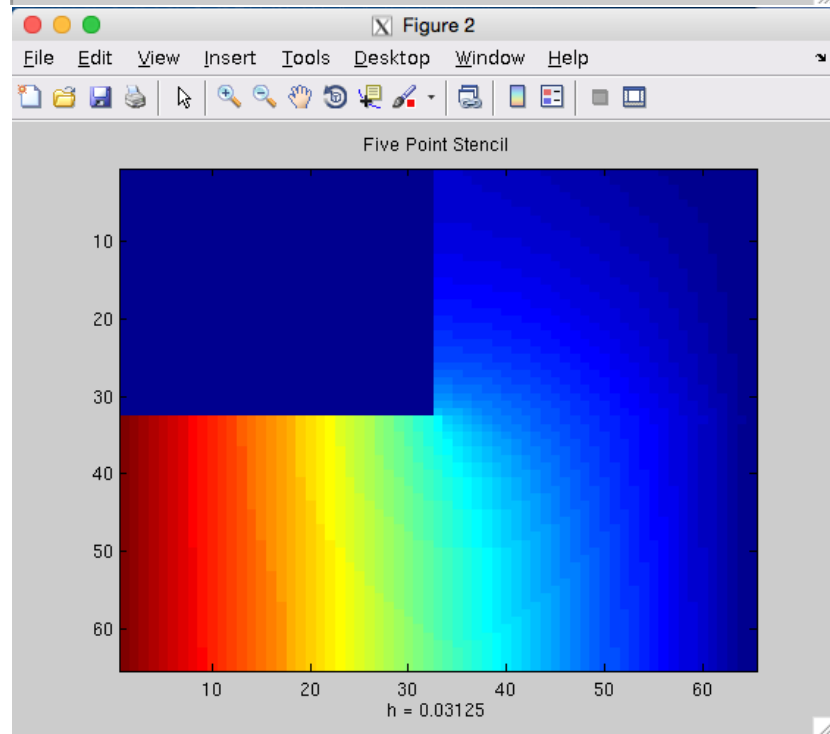 Figure 2
File Edit View Insert Tools Desktop Window Help
Five Point Stencil
10
20
30
40
50
60
10 20 30 40 50 60
h = 0.03125